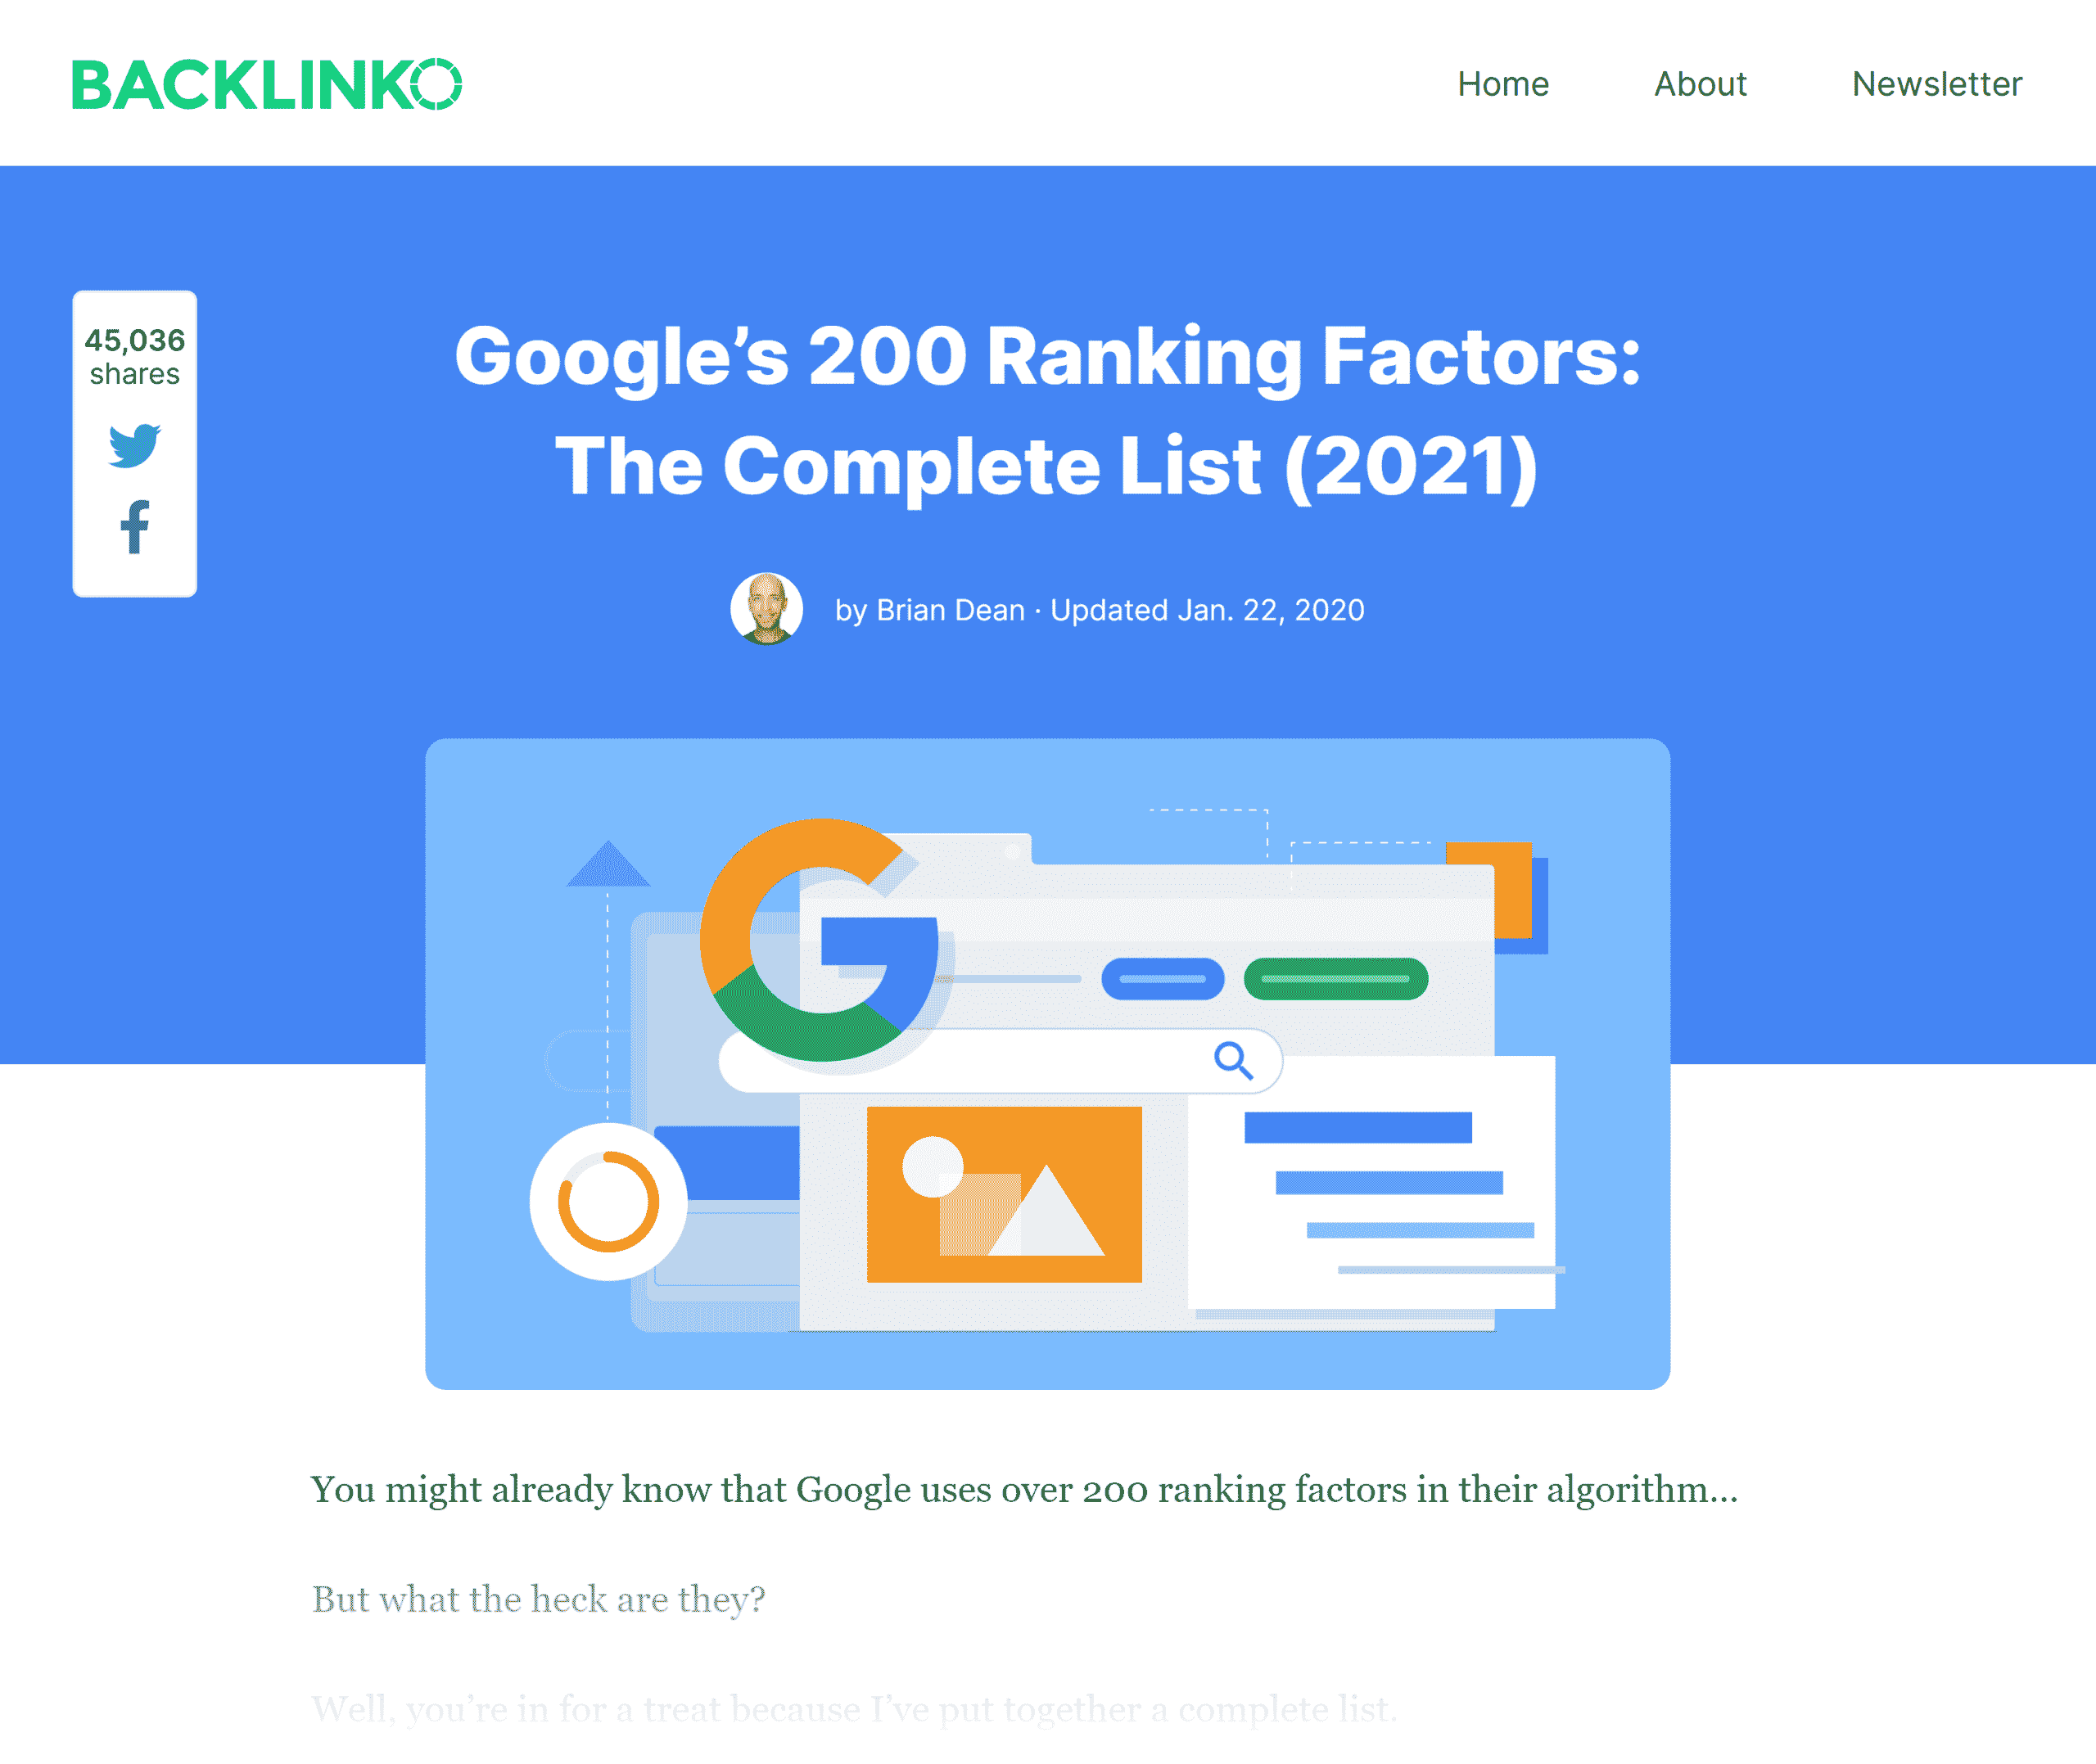 BACKLINKO
Home About Newsletter
45,036
shares
Google’s 200 Ranking Factors:
The Complete List (2021)
by Brian Dean · Updated Jan. 22, 2020
You might already know that Google uses over 200 ranking factors in their algorithm…
But what the heck are they?
Well, you’re in for a treat because I’ve put together a complete list.